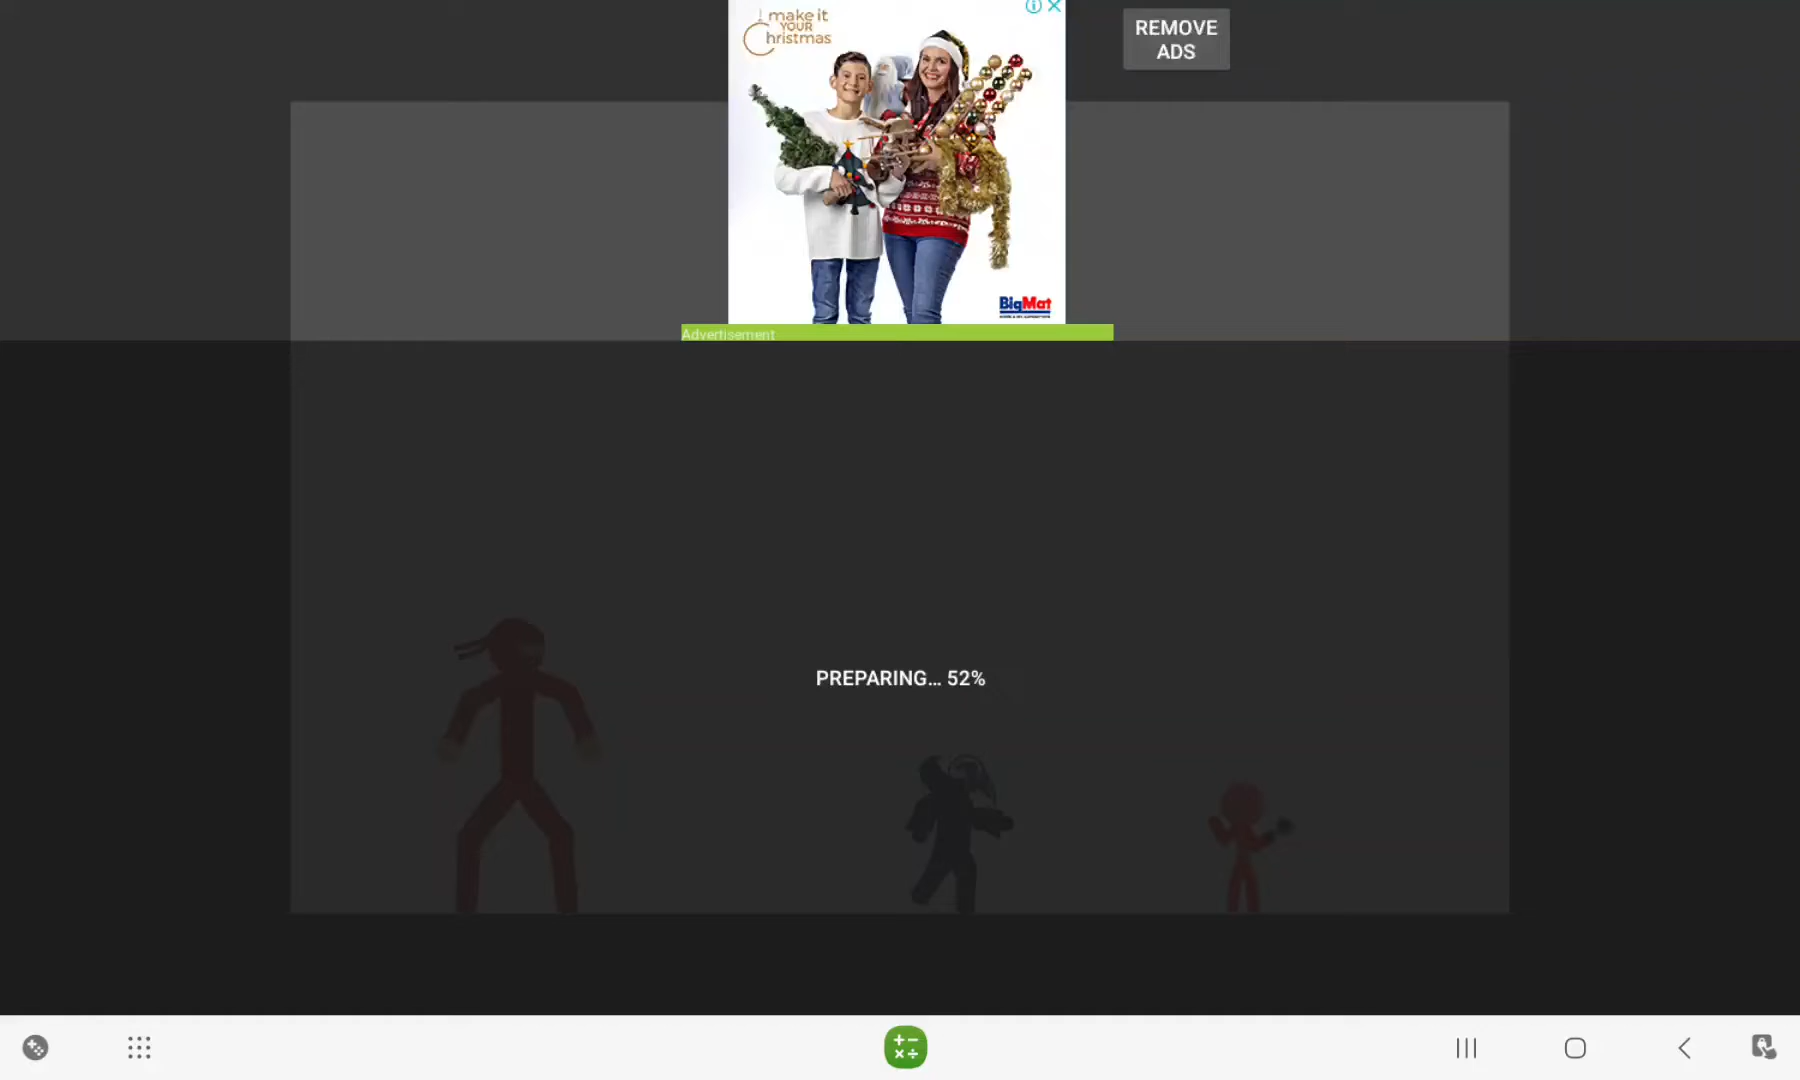 make it
YOUR
Christmas
REMOVE
ADS
BigMat
Advertisement
PREPARING... 52%